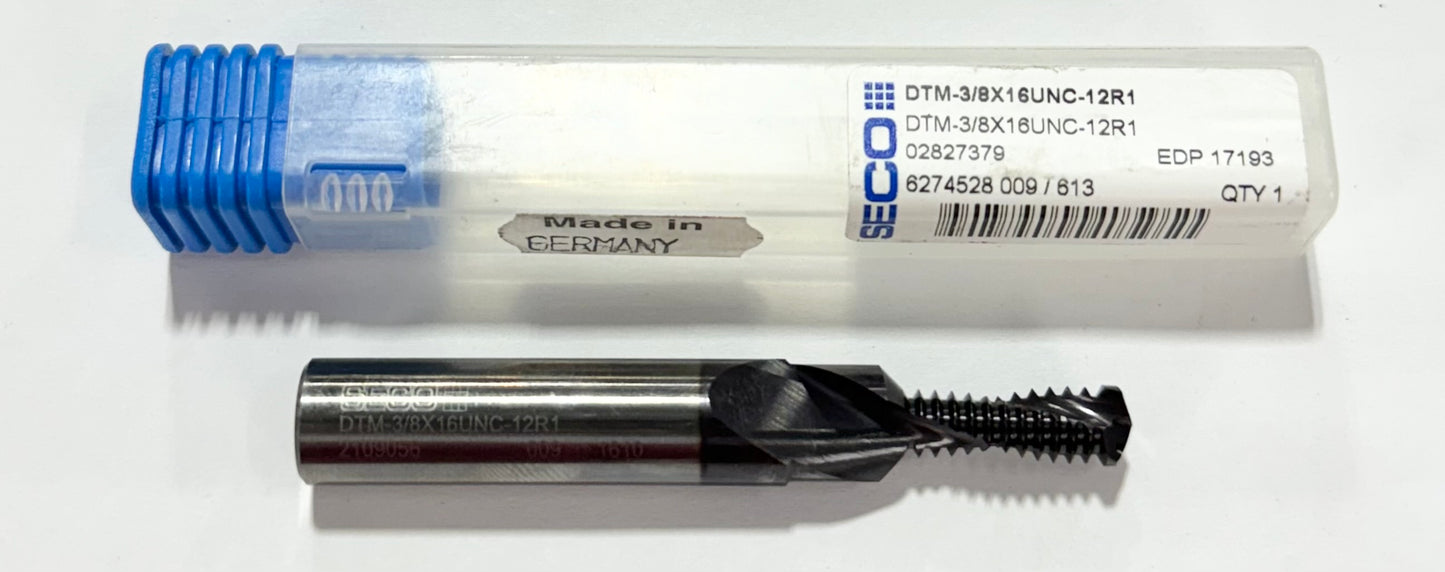 SECO
DTM-3/8X16UNC-12R1
DTM-3/8X16UNC-12R1
02827379 EDP 17193
6274528 009 / 613 QTY 1
Made in
GERMANY
SECO
DTM-3/8X16UNC-12R1
2109056 009 1610